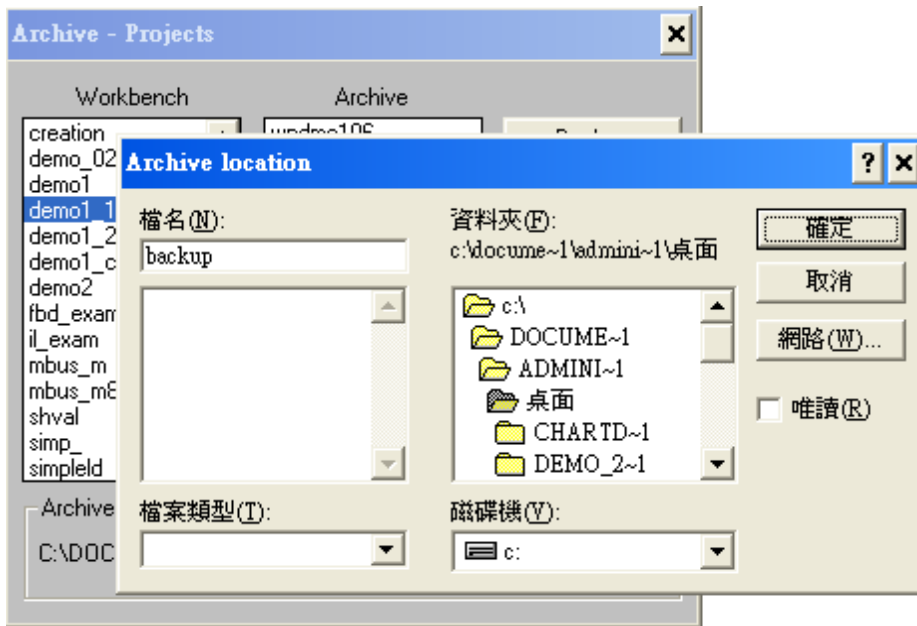 Archive - Projects
Workbench
Archive
creation
demo_02
demo1
demo1_1
demo1_2
demo1_c
demo2
fbd_exam
il_exam
mbus_m
mbus_m8
shval
simp_
simpleld
Archive
C:\DOC
Archive location
檔名(N):
backup
檔案類型(T):
資料夾(F):
c:\docume~1\admini~1\桌面
c:\
DOCUME~1
ADMINI~1
桌面
CHARTD~1
DEMO_2~1
磁碟機(V):
c:
確定
取消
網路(W)...
唯讀(R)